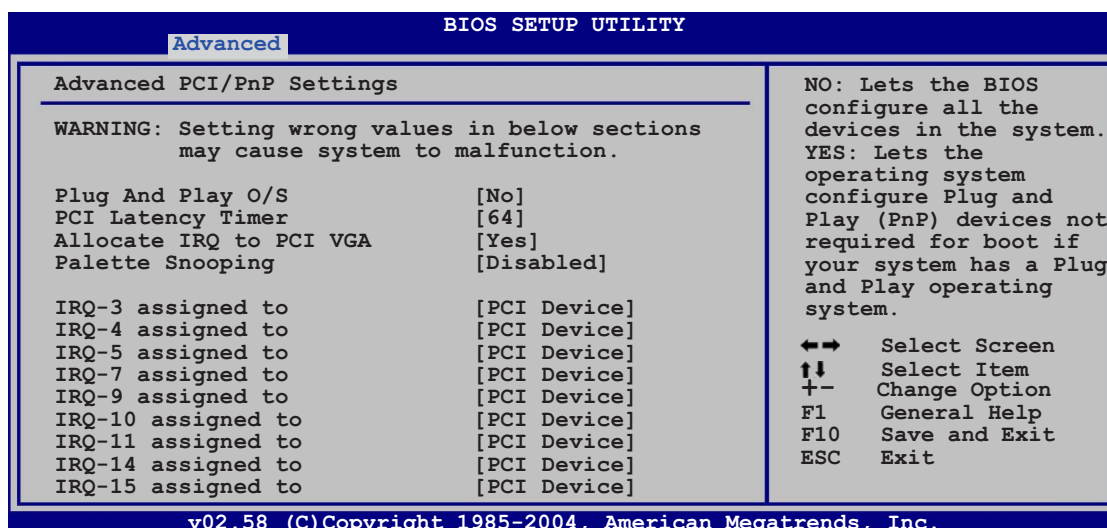 BIOS SETUP UTILITY
Advanced
Advanced PCI/PnP Settings
WARNING: Setting wrong values in below sections
may cause system to malfunction.
Plug And Play O/S [No]
PCI Latency Timer [64]
Allocate IRQ to PCI VGA [Yes]
Palette Snooping [Disabled]
IRQ-3 assigned to [PCI Device]
IRQ-4 assigned to [PCI Device]
IRQ-5 assigned to [PCI Device]
IRQ-7 assigned to [PCI Device]
IRQ-9 assigned to [PCI Device]
IRQ-10 assigned to [PCI Device]
IRQ-11 assigned to [PCI Device]
IRQ-14 assigned to [PCI Device]
IRQ-15 assigned to [PCI Device]
NO: Lets the BIOS
configure all the
devices in the system.
YES: Lets the
operating system
configure Plug and
Play (PnP) devices not
required for boot if
your system has a Plug
and Play operating
system.
←→ Select Screen
↑↓ Select Item
+- Change Option
F1 General Help
F10 Save and Exit
ESC Exit
v02.58 (C)Copyright 1985-2004, American Megatrends, Inc.